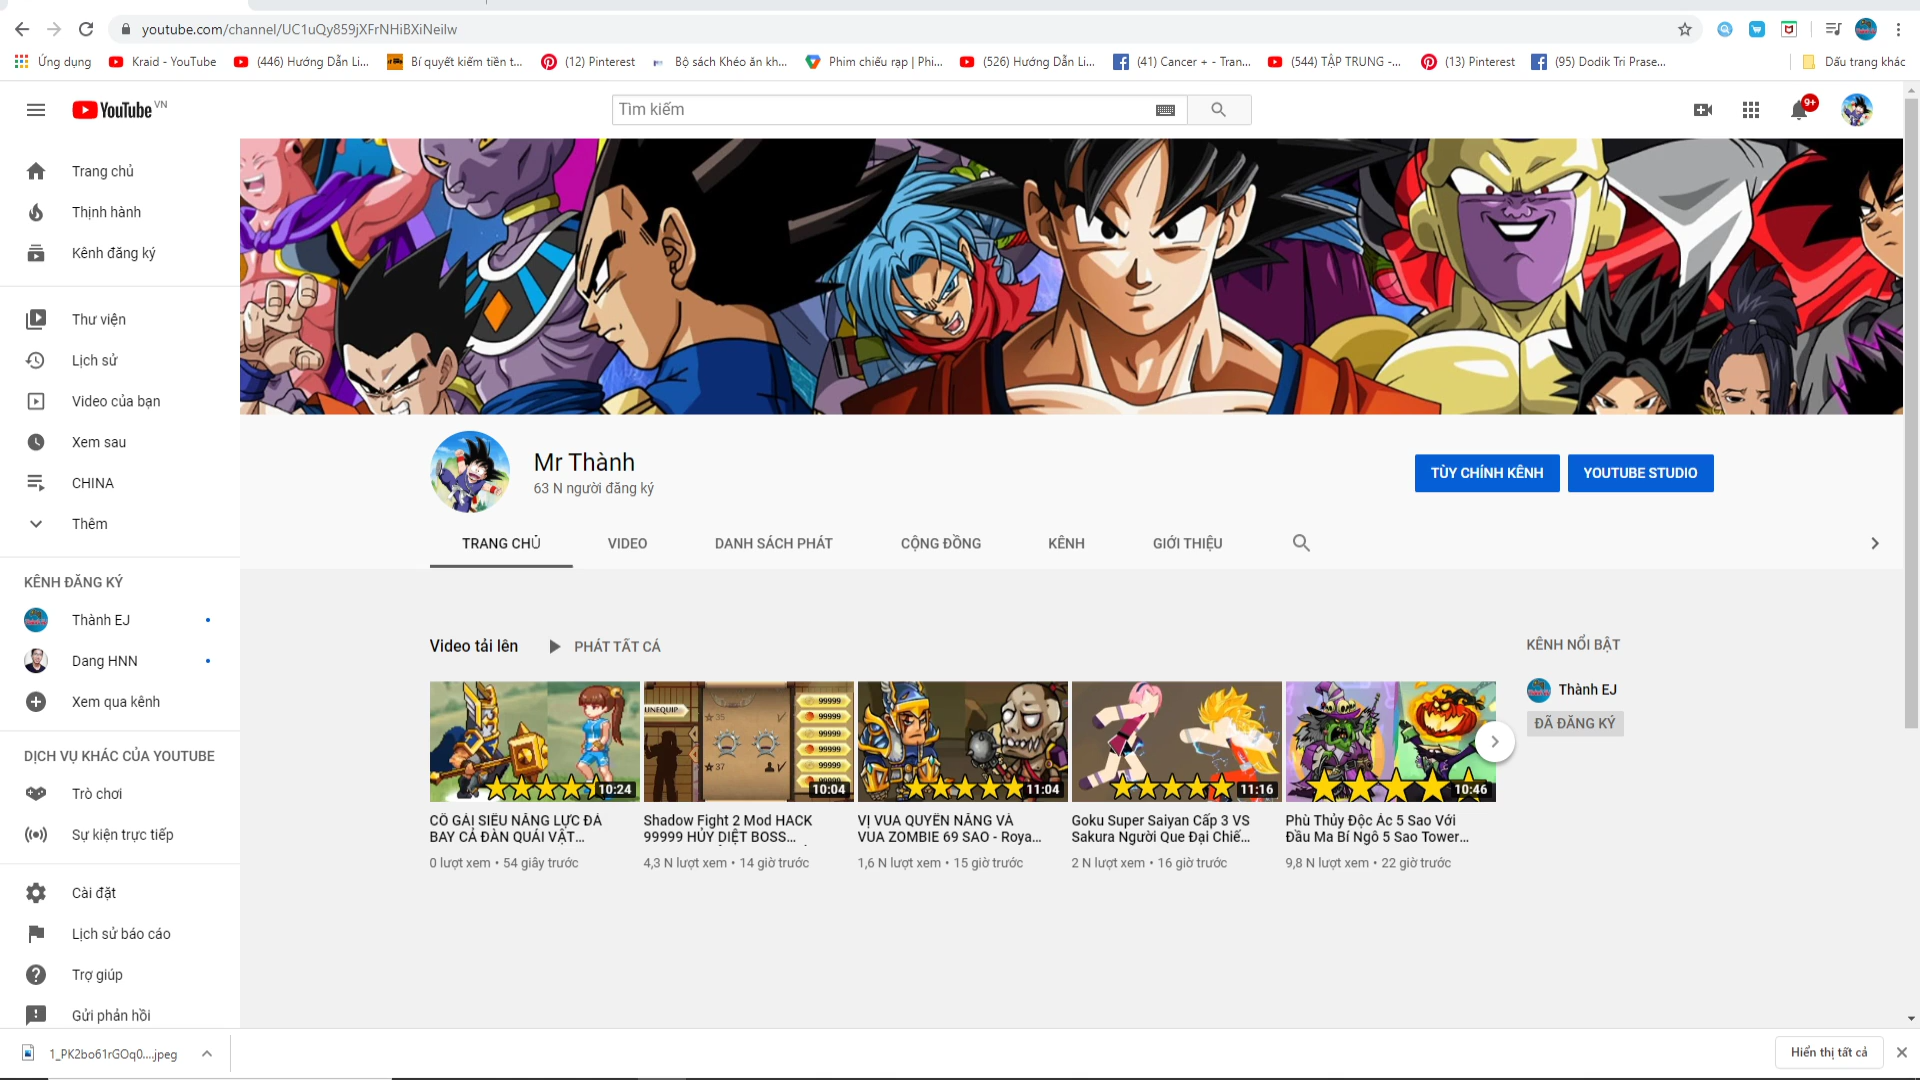 youtube.com/channel/UC1uQy859jXFrNHiBXiNeilw
Ứng dụng
Kraid - YouTube
(446) Hướng Dẫn Li...
Bí quyết kiếm tiền t...
(12) Pinterest
Bộ sách Khéo ăn kh...
Phim chiếu rạp | Phi...
(526) Hướng Dẫn Li...
(41) Cancer + - Tran...
(544) TẬP TRUNG -...
(13) Pinterest
(95) Dodik Tri Prase...
Dấu trang khác
YouTube VN
Tìm kiếm
9+
Trang chủ
Thịnh hành
Kênh đăng ký
Thư viện
Lịch sử
Video của bạn
Xem sau
CHINA
Thêm
KÊNH ĐĂNG KÝ
Thành EJ
Dang HNN
Xem qua kênh
DỊCH VỤ KHÁC CỦA YOUTUBE
Trò chơi
Sự kiện trực tiếp
Cài đặt
Lịch sử báo cáo
Trợ giúp
Gửi phản hồi
Mr Thành
63 N người đăng ký
TÙY CHỈNH KÊNH
YOUTUBE STUDIO
TRANG CHỦ
VIDEO
DANH SÁCH PHÁT
CỘNG ĐỒNG
KÊNH
GIỚI THIỆU
Video tải lên
PHÁT TẤT CẢ
10:24
UNEQUIP
35
37
99999
99999
99999
99999
99999
99999
10:04
11:04
11:16
10:46
CÔ GÁI SIÊU NĂNG LỰC ĐÁ
BAY CẢ ĐÀN QUÁI VẬT...
0 lượt xem • 54 giây trước
Shadow Fight 2 Mod HACK
99999 HỦY DIỆT BOSS...
4,3 N lượt xem • 14 giờ trước
VỊ VUA QUYỀN NĂNG VÀ
VUA ZOMBIE 69 SAO - Roya...
1,6 N lượt xem • 15 giờ trước
Goku Super Saiyan Cấp 3 VS
Sakura Người Que Đại Chiế...
2 N lượt xem • 16 giờ trước
Phù Thủy Độc Ác 5 Sao Với
Đầu Ma Bí Ngô 5 Sao Tower...
9,8 N lượt xem • 22 giờ trước
KÊNH NỔI BẬT
Thành EJ
ĐÃ ĐĂNG KÝ
1_PK2bo61rGOq0....jpeg
Hiển thị tất cả